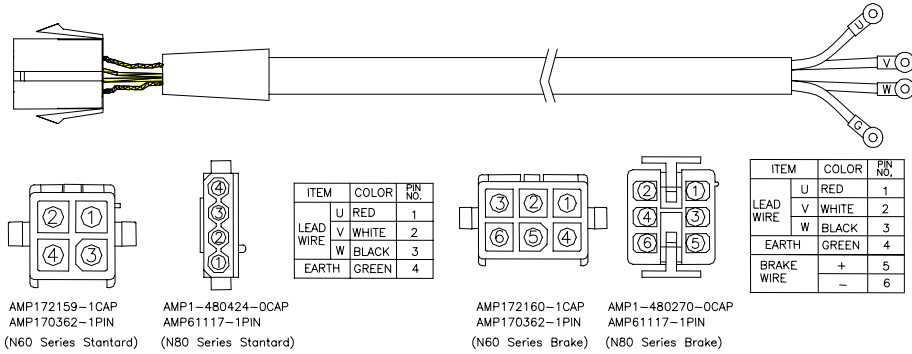 U
V
W
G
2 1
4 3
4
3
2
1
ITEM COLOR PIN NO.
LEAD WIRE U RED 1
V WHITE 2
W BLACK 3
EARTH GREEN 4
3 2 1
6 5 4
2 1
4 3
6 5
ITEM COLOR PIN NO.
LEAD WIRE U RED 1
V WHITE 2
W BLACK 3
EARTH GREEN 4
BRAKE WIRE + 5
− 6
AMP172159-1CAP
AMP170362-1PIN
(N60 Series Stantard)
AMP1-480424-0CAP
AMP61117-1PIN
(N80 Series Stantard)
AMP172160-1CAP
AMP170362-1PIN
(N60 Series Brake)
AMP1-480270-0CAP
AMP61117-1PIN
(N80 Series Brake)